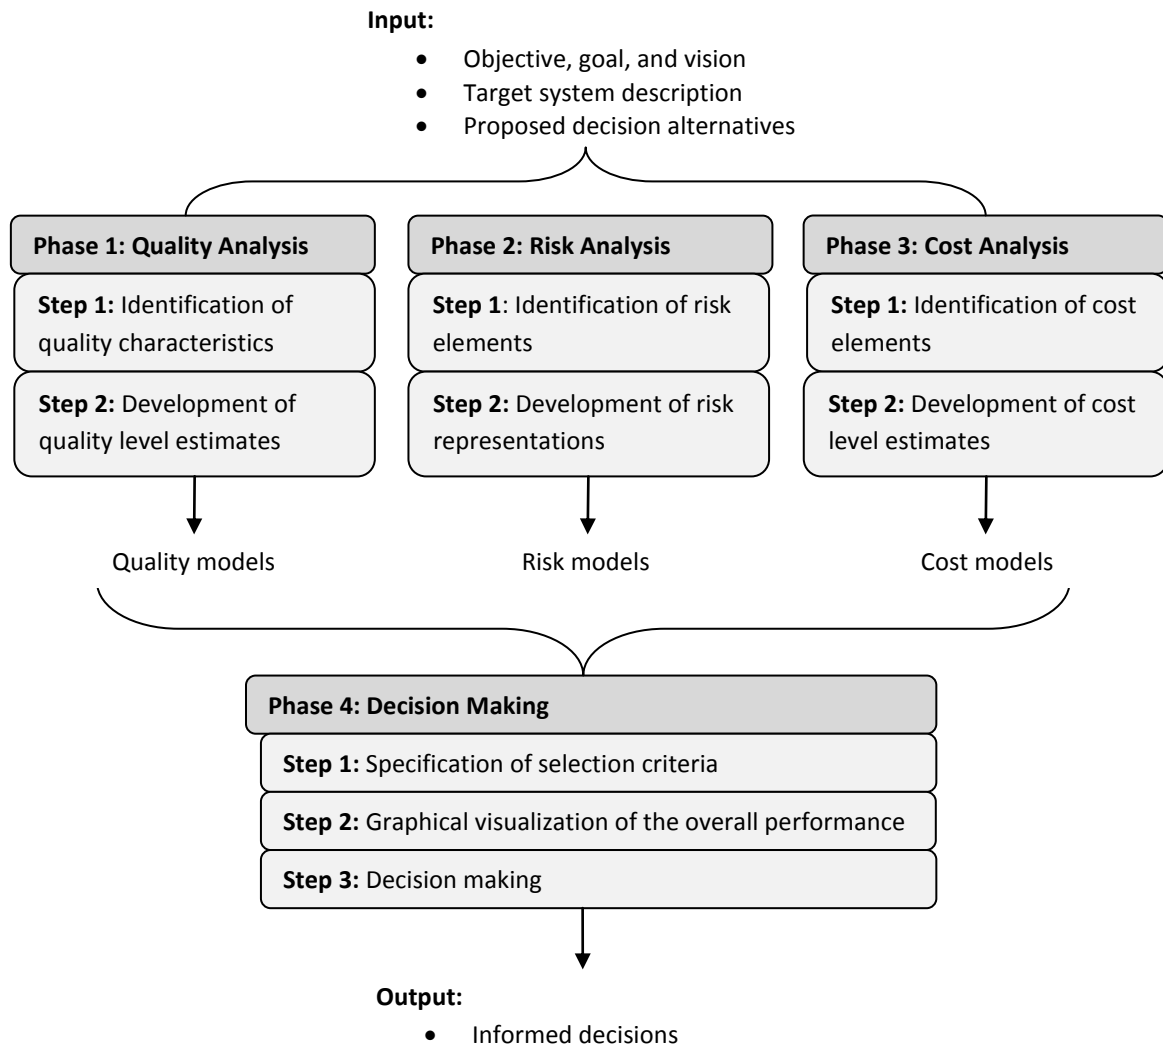 Input:
• Objective, goal, and vision
• Target system description
• Proposed decision alternatives
Phase 1: Quality Analysis
Step 1: Identification of
quality characteristics
Step 2: Development of
quality level estimates
Quality models
Phase 2: Risk Analysis
Step 1: Identification of risk
elements
Step 2: Development of risk
representations
Risk models
Phase 3: Cost Analysis
Step 1: Identification of cost
elements
Step 2: Development of cost
level estimates
Cost models
Phase 4: Decision Making
Step 1: Specification of selection criteria
Step 2: Graphical visualization of the overall performance
Step 3: Decision making
Output:
• Informed decisions